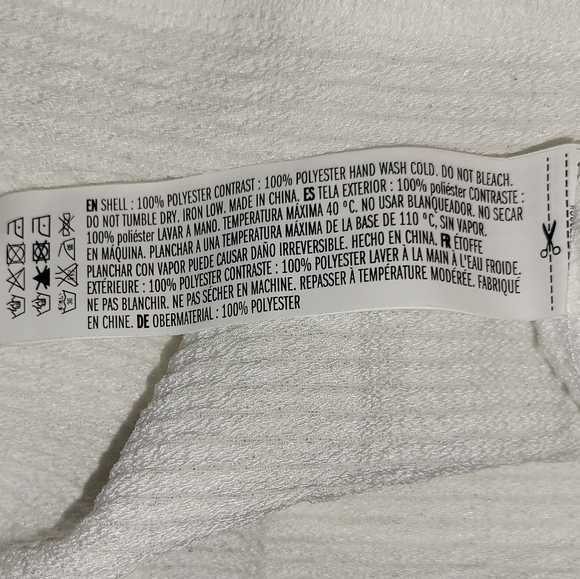 EN SHELL : 100% POLYESTER CONTRAST : 100% POLYESTER HAND WASH COLD. DO NOT BLEACH.
DO NOT TUMBLE DRY. IRON LOW. MADE IN CHINA. ES TELA EXTERIOR : 100% poliéster CONTRASTE :
100% poliéster LAVAR A MANO. TEMPERATURA MÁXIMA 40 °C. NO USAR BLANQUEADOR. NO SECAR
EN MÁQUINA. PLANCHAR A UNA TEMPERATURA MÁXIMA DE LA BASE DE 110 °C, SIN VAPOR.
PLANCHAR CON VAPOR PUEDE CAUSAR DAÑO IRREVERSIBLE. HECHO EN CHINA. FR ÉTOFFE
EXTÉRIEURE : 100% POLYESTER CONTRASTE : 100% POLYESTER LAVER À LA MAIN À L'EAU FROIDE.
NE PAS BLANCHIR. NE PAS SÉCHER EN MACHINE. REPASSER À TEMPÉRATURE MODÉRÉE. FABRIQUÉ
EN CHINE. DE OBERMATERIAL : 100% POLYESTER